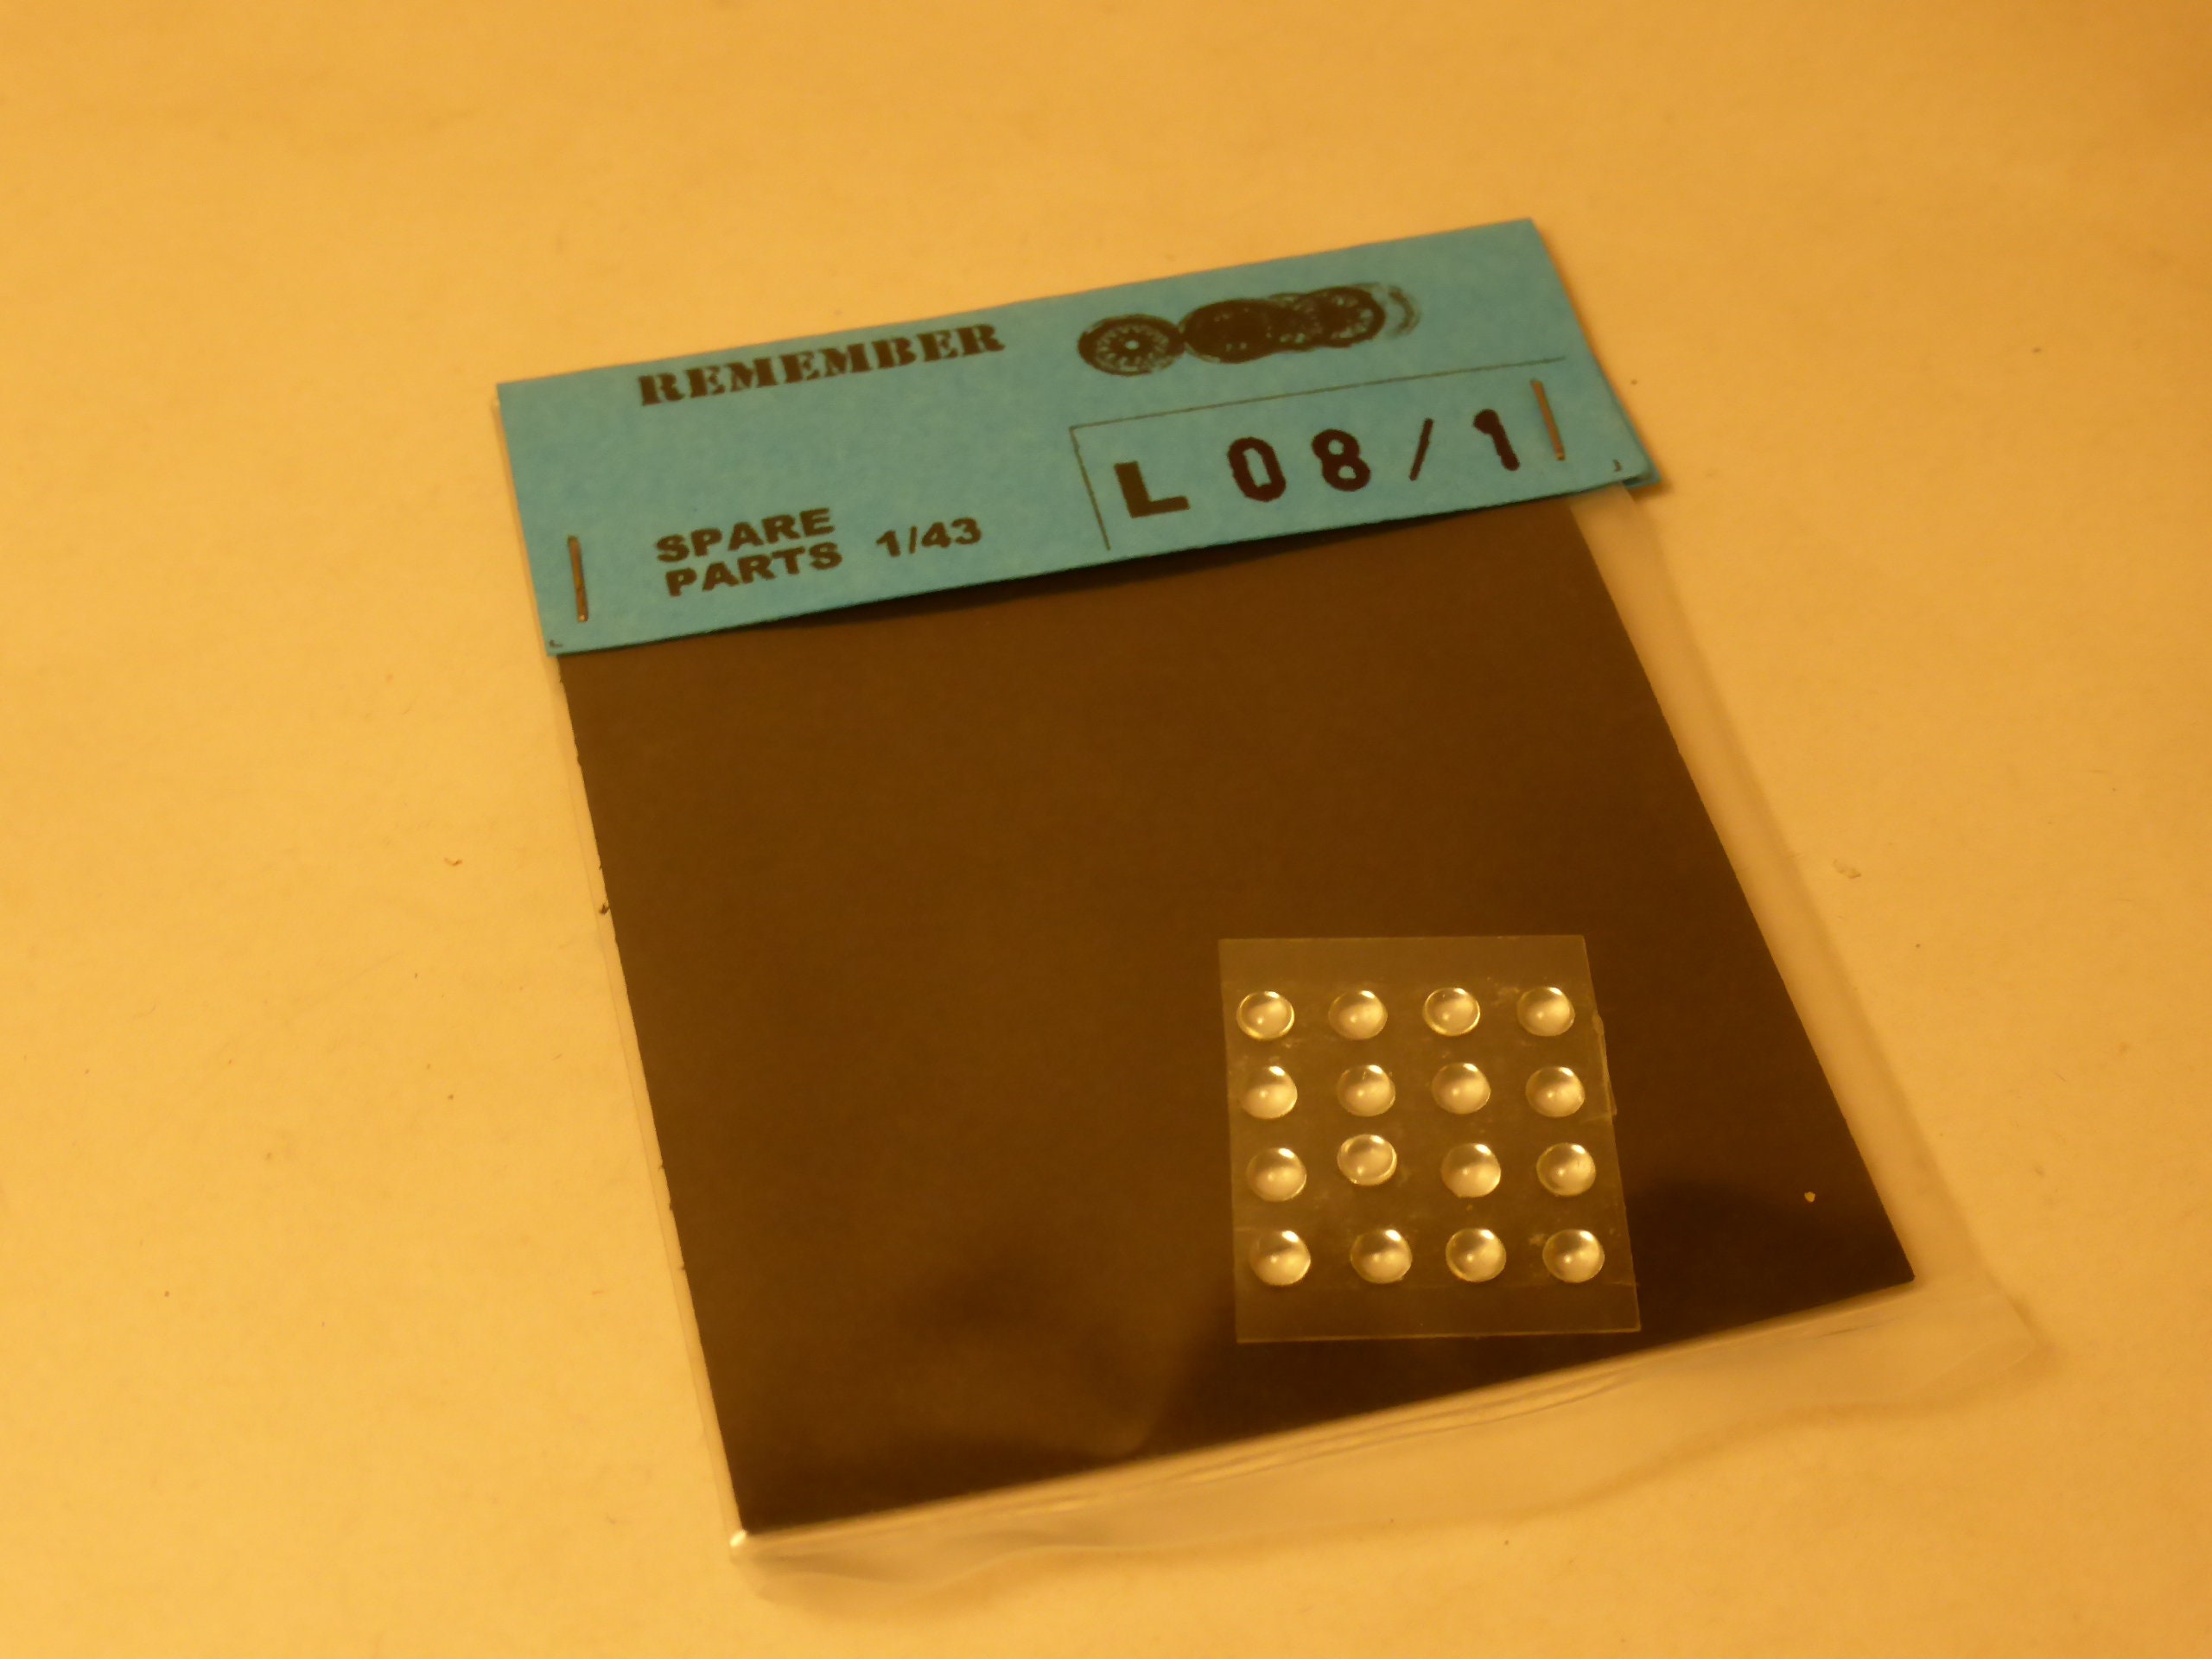 REMEMBER
L 08/1
SPARE
PARTS 1/43